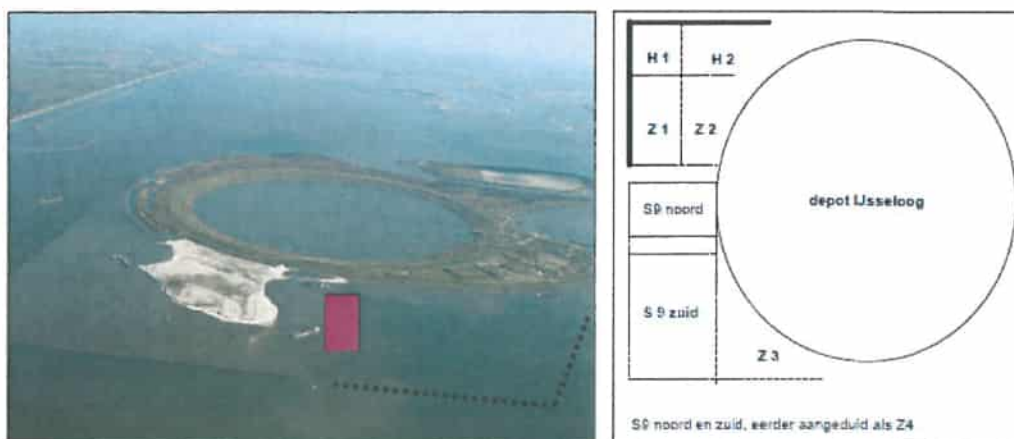 H 1 H 2
Z 1 Z 2
S9 noord
depot IJsseloog
S 9 zuid
Z 3
S9 noord en zuid, eerder aangeduid als Z4